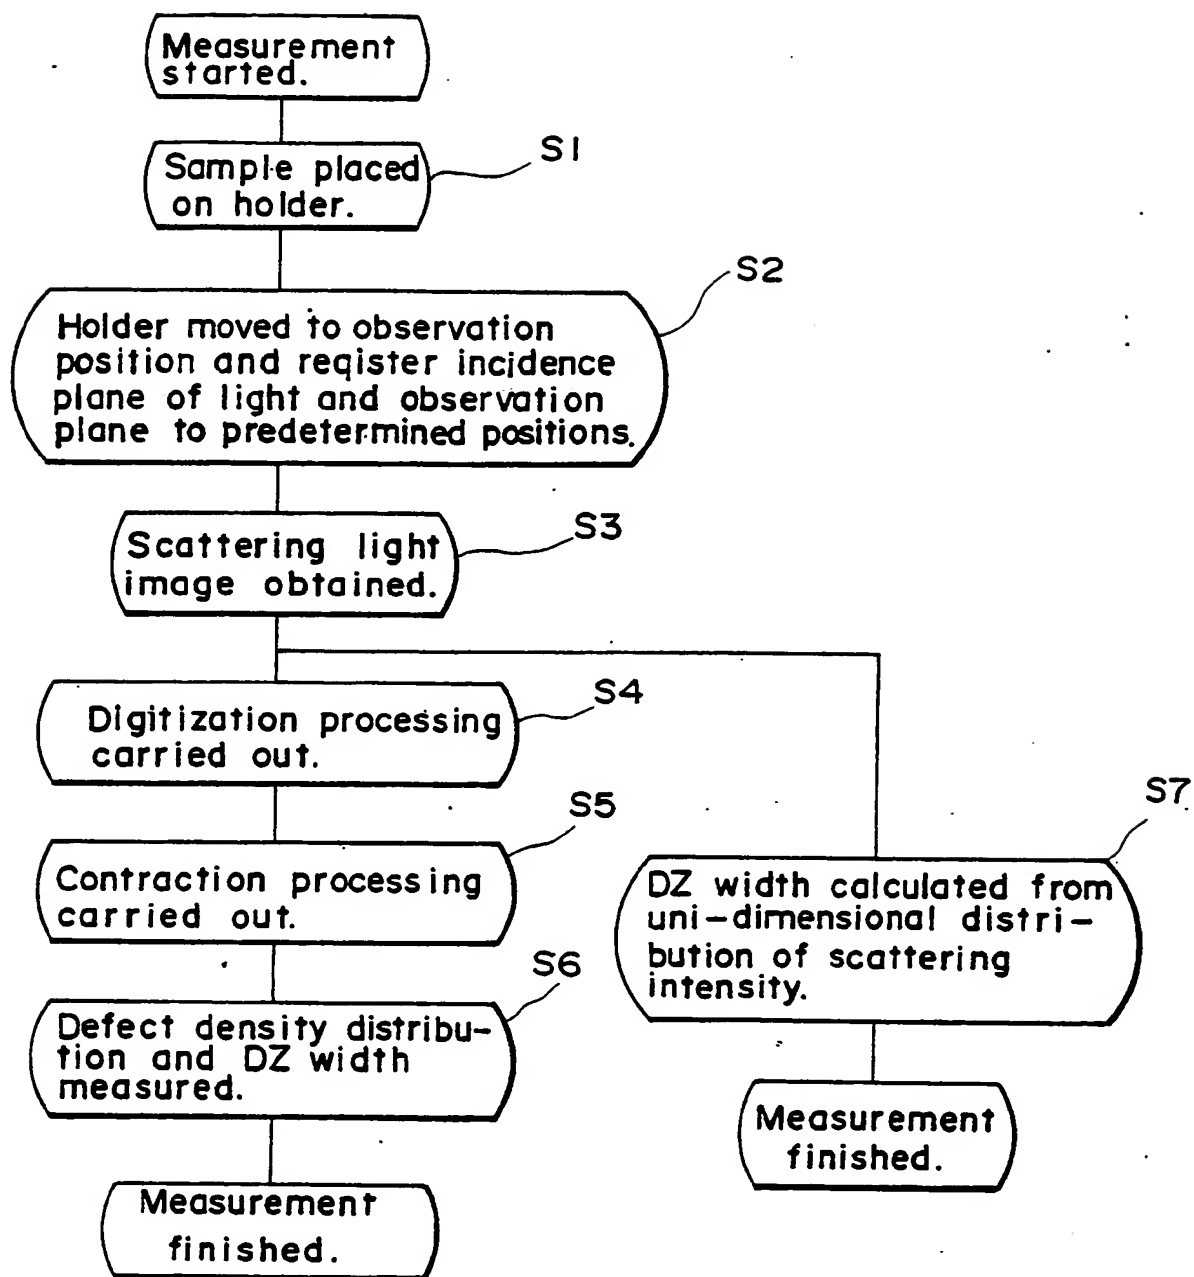 Measurement
started.
S1
Sample placed
on holder.
S2
Holder moved to observation
position and reqister incidence
plane of light and observation
plane to predetermined positions.
S3
Scattering light
image obtained.
S4
Digitization processing
carried out.
S5
Contraction processing
carried out.
S6
Defect density distribu-
tion and DZ width
measured.
Measurement
finished.
S7
DZ width calculated from
uni-dimensional distri-
bution of scattering
intensity.
Measurement
finished.